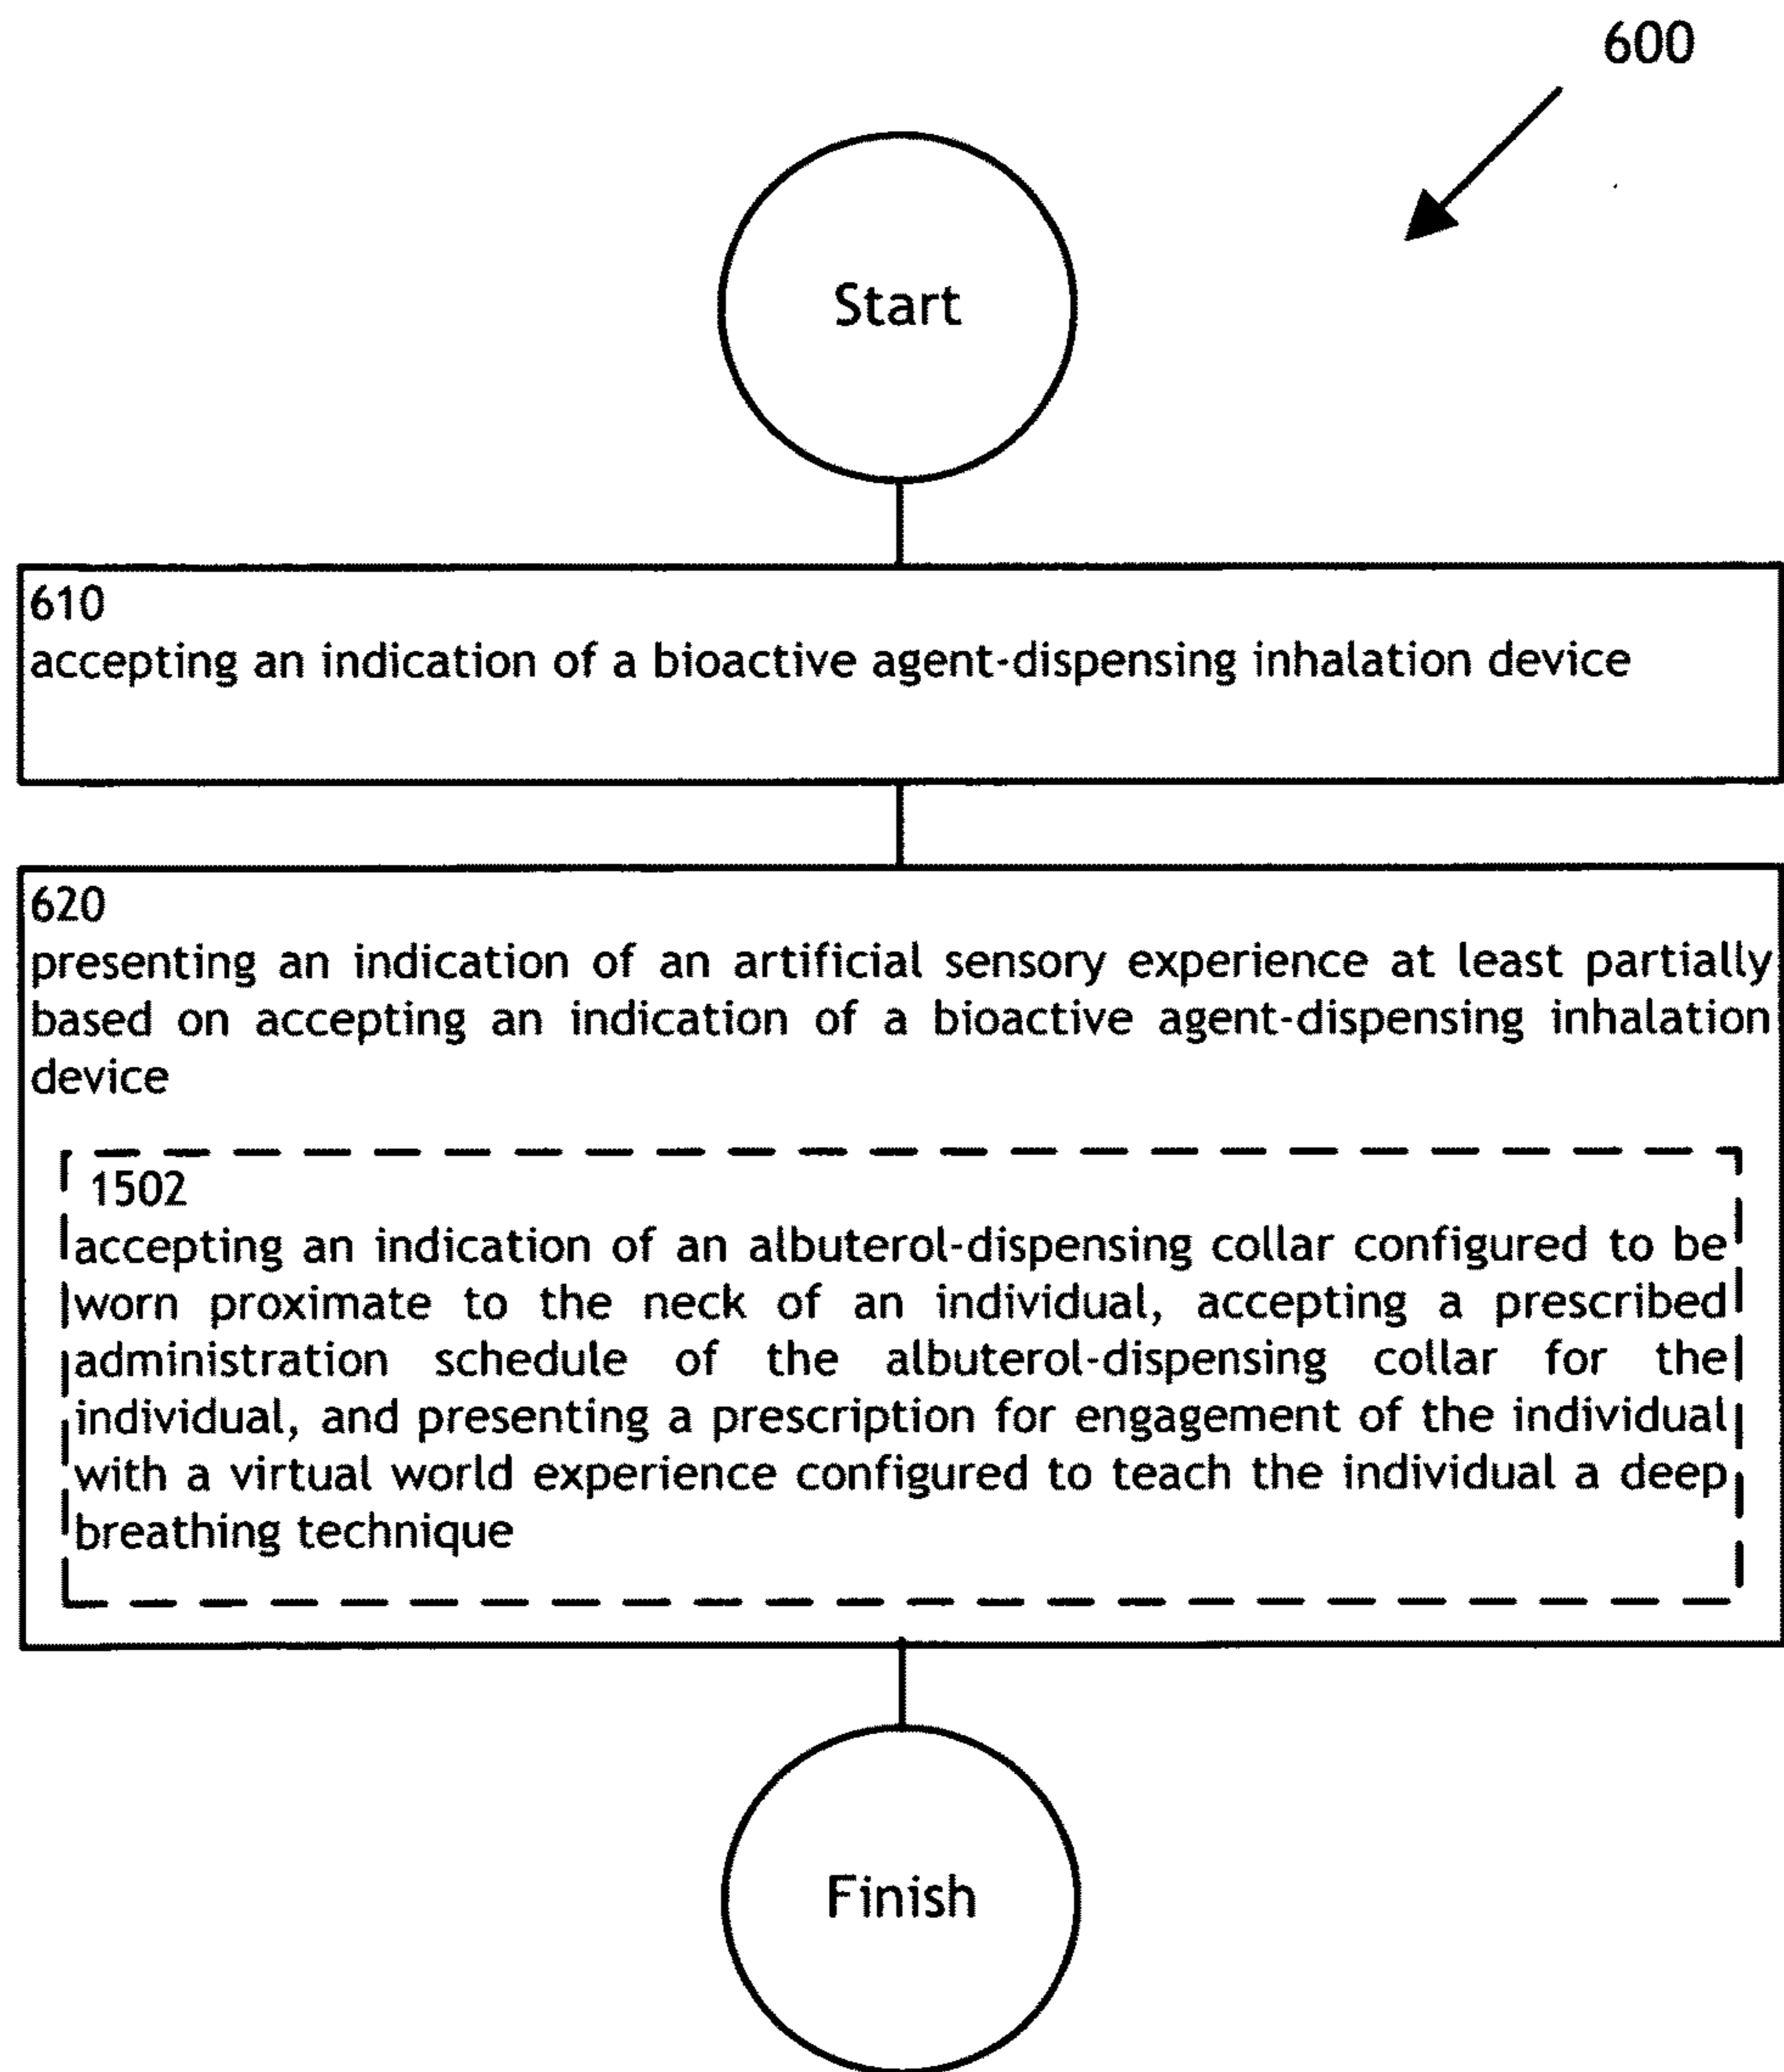 600
Start
610
accepting an indication of a bioactive agent-dispensing inhalation device
620
presenting an indication of an artificial sensory experience at least partially
based on accepting an indication of a bioactive agent-dispensing inhalation
device
1502
accepting an indication of an albuterol-dispensing collar configured to be
worn proximate to the neck of an individual, accepting a prescribed
administration schedule of the albuterol-dispensing collar for the
individual, and presenting a prescription for engagement of the individual
with a virtual world experience configured to teach the individual a deep
breathing technique
Finish